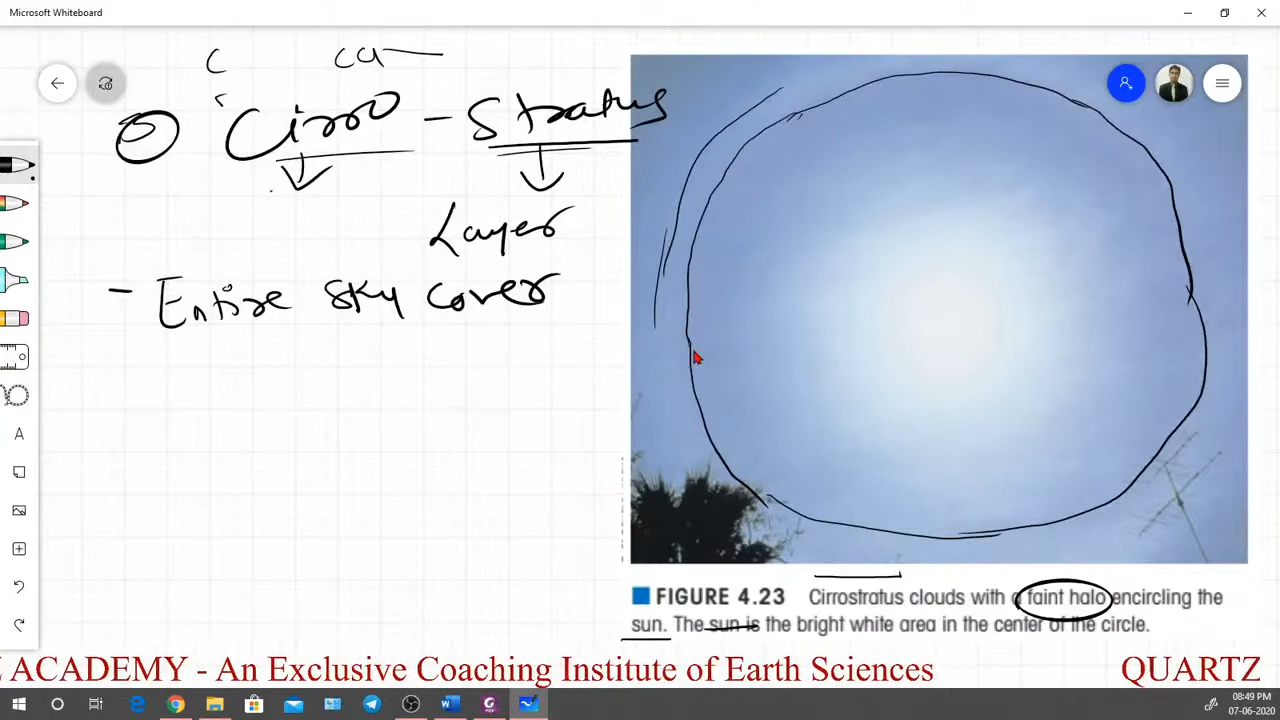 Microsoft Whiteboard
C ca
Cirro - Stratus
Layer
- Entire sky cover
FIGURE 4.23 Cirrostratus clouds with a faint halo encircling the
sun. The sun is the bright white area in the center of the circle.
ACADEMY - An Exclusive Coaching Institute of Earth Sciences QUARTZ
08:49 PM
07-06-2020